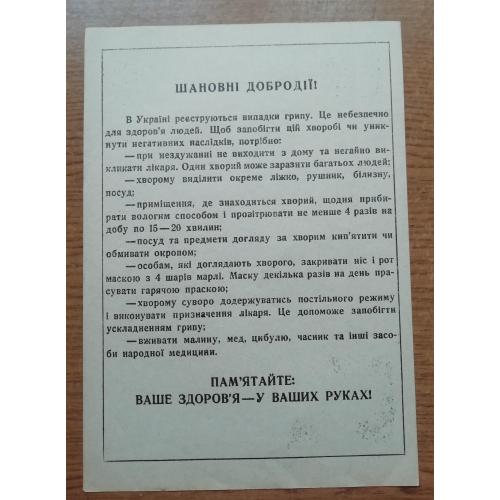 ШАНОВНІ ДОБРОДІЇ!
В Україні реєструються випадки грипу. Це небезпечно
для здоров'я людей. Щоб запобігти цій хворобі чи уник-
нути негативних наслідків, потрібно:
—при нездужанні не виходити з дому та негайно ви-
кликати лікаря. Один хворий може заразити багатьох людей;
—хворому виділити окреме ліжко, рушник, білизну,
посуд;
—приміщення, де знаходиться хворий, щодня прибі-
рати вологим способом і провітрювати не менше 4 разів на
добу по 15—20 хвилин;
—посуд та предмети догляду за хворим кип'ятити чи
обмивати окропом;
—особам, які доглядають хворого, закривати ніс і рот
маскою з 4 шарів марлі. Маску декілька разів на день пра-
сувати гарячою праскою;
—хворому суворо додержуватись постільного режиму
і виконувати призначення лікаря. Це допоможе запобігти
ускладненням грипу;
—вживати малину, мед, цибулю, часник та інші засо-
би народної медицини.
ПАМ'ЯТАЙТЕ:
ВАШЕ ЗДОРОВ'Я—У ВАШИХ РУКАХ!